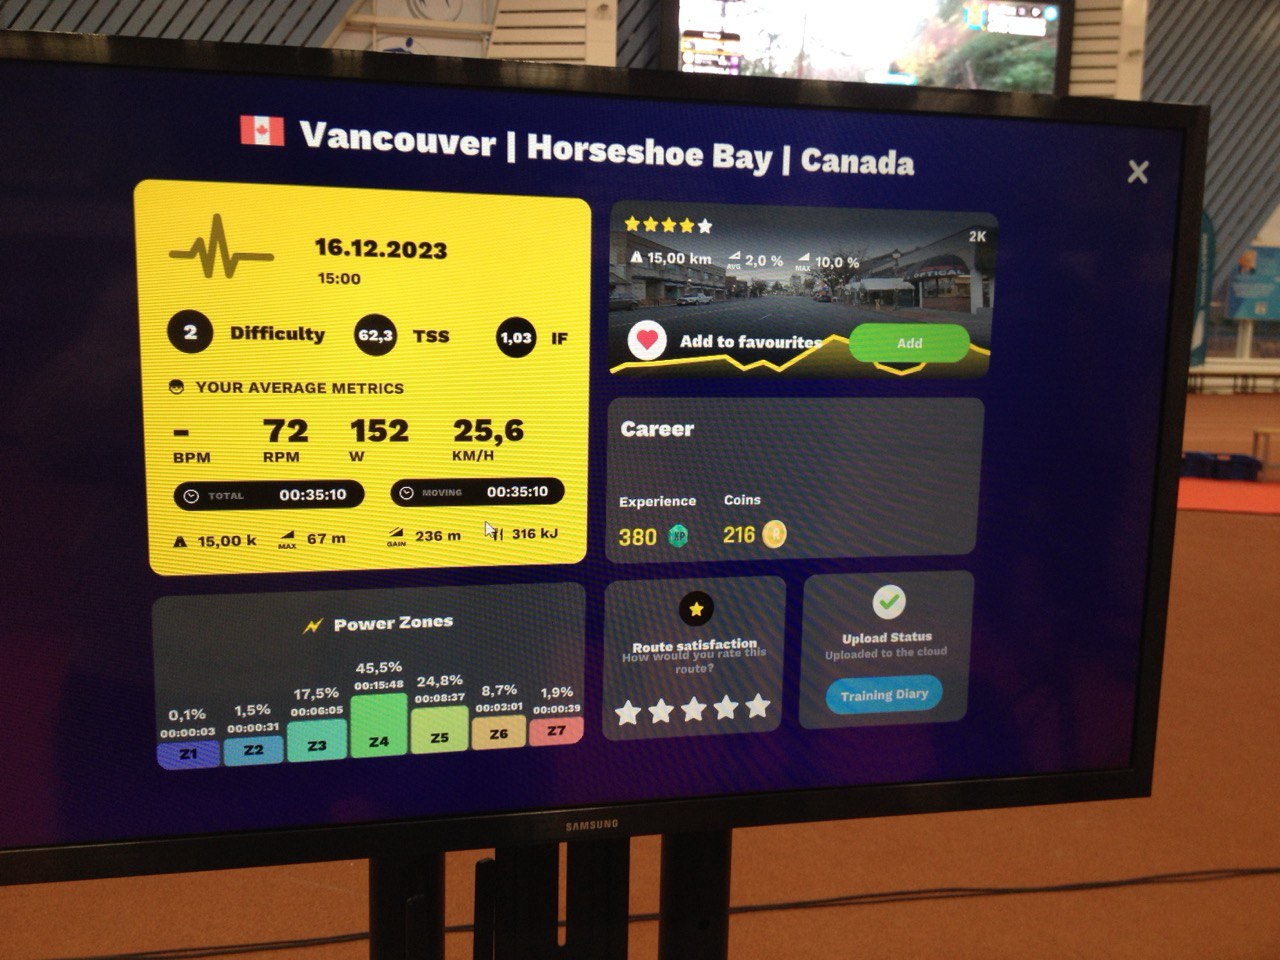 Vancouver | Horseshoe Bay | Canada
16.12.2023
15:00
2 Difficulty 62,3 TSS 1,03 IF
YOUR AVERAGE METRICS
- 72 152 25,6
BPM RPM W KM/H
TOTAL 00:35:10 MOVING 00:35:10
15,00 k MAX 67 m GAIN 236 m 316 kJ
2K
15,00 km AVG 2,0 % MAX 10,0 %
OPTICAL
Add to favourites Add
Career
Experience Coins
380 XP 216 R
Power Zones
0,1% 1,5% 17,5% 45,5% 24,8% 8,7% 1,9%
00:00:03 00:00:31 00:06:05 00:15:48 00:08:37 00:03:01 00:00:39
Z1 Z2 Z3 Z4 Z5 Z6 Z7
Route satisfaction
How would you rate this
route?
Upload Status
Uploaded to the cloud
Training Diary
SAMSUNG